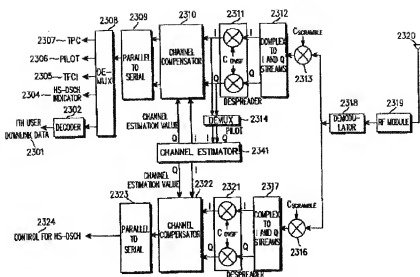 2308 2309 2310 2311 2312
2307 TPC
2306 PILOT
2305 TFCI
2304 HS-DSCH INDICATOR
DE-MUX
PARALLEL TO SERIAL
CHANNEL COMPENSATOR
I
Q
C OVSF
DESPREADER
COMPLEX TO I AND Q STREAMS
C SCRAMBLE
2313
2320
2302
DECODER
ITH USER DOWNLINK DATA
2301
DEMUX
2314
PILOT
2318
DEMODULATOR
2319
RF MODULE
CHANNEL ESTIMATION VALUE
Q I
I Q
CHANNEL ESTIMATOR
2341
CHANNEL ESTIMATION VALUE
Q I
2323 2322 2321 2317
2324
CONTROL FOR HS-DSCH
PARALLEL TO SERIAL
CHANNEL COMPENSATOR
I
Q
C OVSF
DESPREADER
COMPLEX TO I AND Q STREAMS
C SCRAMBLE
2316